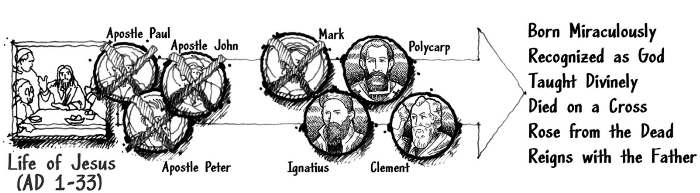 Apostle Paul
Apostle John
Mark
Polycarp
Life of Jesus
(AD 1-33)
Apostle Peter
Ignatius
Clement
Born Miraculously
Recognized as God
Taught Divinely
Died on a Cross
Rose from the Dead
Reigns with the Father